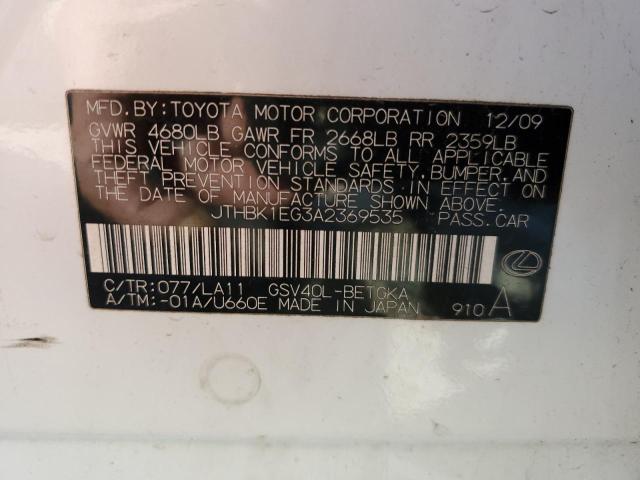 MFD.BY:TOYOTA MOTOR CORPORATION 12/09
GVWR 4680LB GAWR FR 2668LB RR 2359LB
THIS VEHICLE CONFORMS TO ALL APPLICABLE
FEDERAL MOTOR VEHICLE SAFETY,BUMPER,AND
THEFT PREVENTION STANDARDS IN EFFECT ON
THE DATE OF MANUFACTURE SHOWN ABOVE.
JTHBK1EG3A2369535 PASS.CAR
C/TR:077/LA11 GSV40L-BETGKA
A/TM:-01A/U660E MADE IN JAPAN 910 A